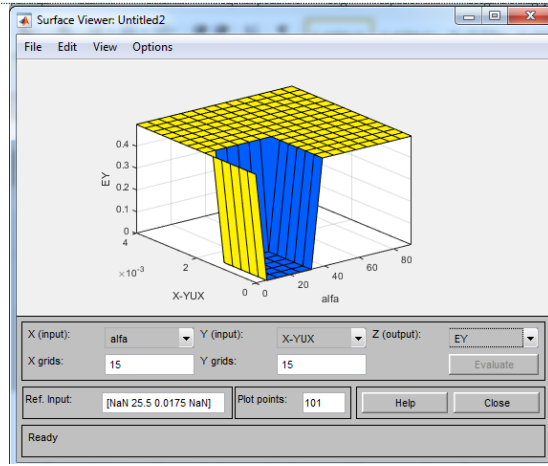 Surface Viewer: Untitled2
File Edit View Options
0.4
0.3
0.2
0.1
0
EY
4
2
0
×10-3
X-YUX
0
20
40
60
80
alfa
X (input): alfa Y (input): X-YUX Z (output): EY
X grids: 15 Y grids: 15 Evaluate
Ref. Input: [NaN 25.5 0.0175 NaN] Plot points: 101 Help Close
Ready